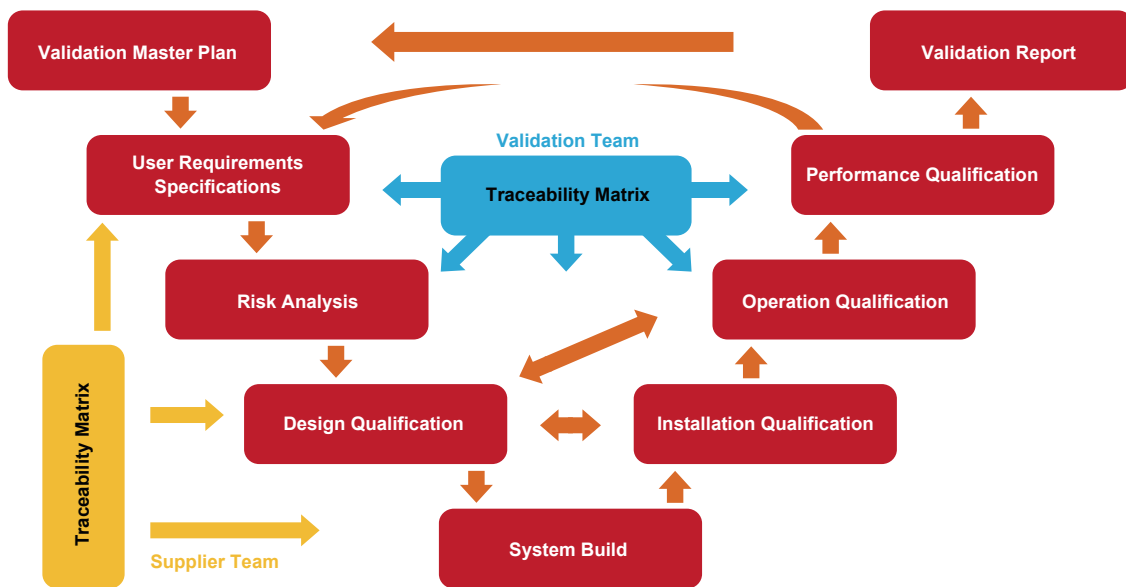 Validation Master Plan
Validation Report
Validation Team
User Requirements
Specifications
Traceability Matrix
Performance Qualification
Risk Analysis
Operation Qualification
Traceability Matrix
Design Qualification
Installation Qualification
System Build
Supplier Team